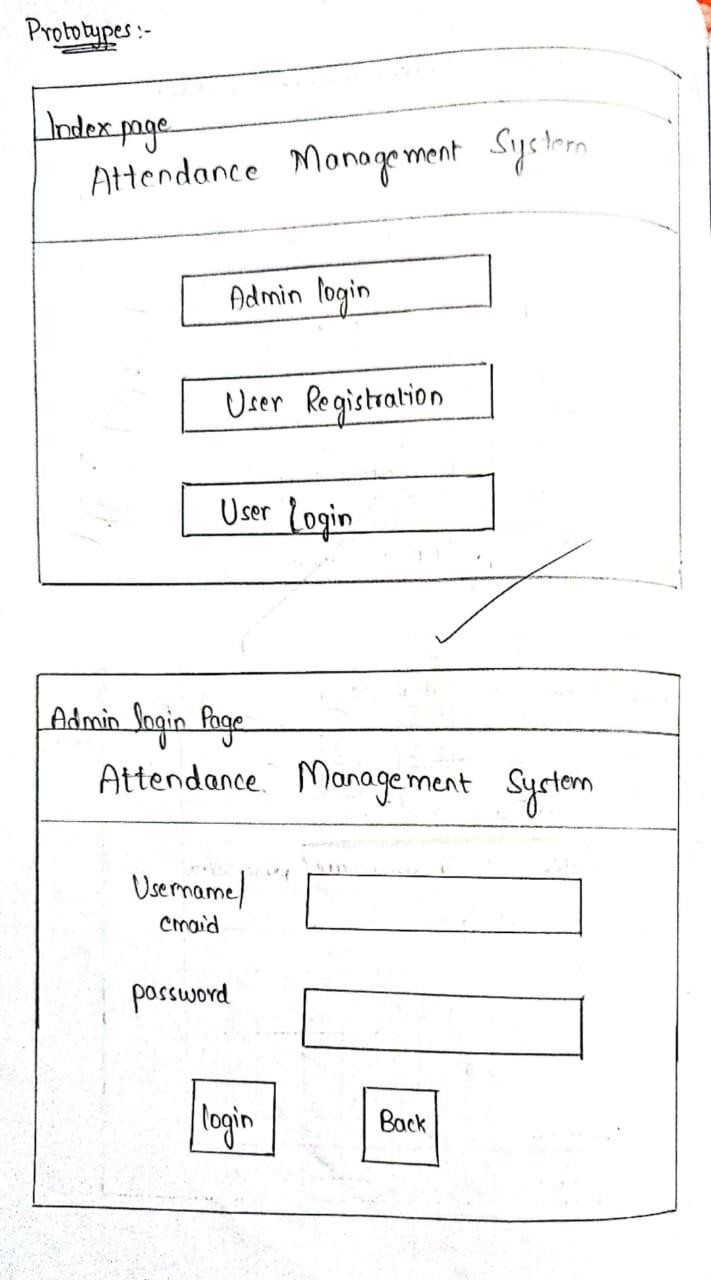 Prototypes :-
Index page
Attendance Management System
Admin login
User Registration
User Login
Admin login Page
Attendance Management System
Username/
emaid
password
login
Back